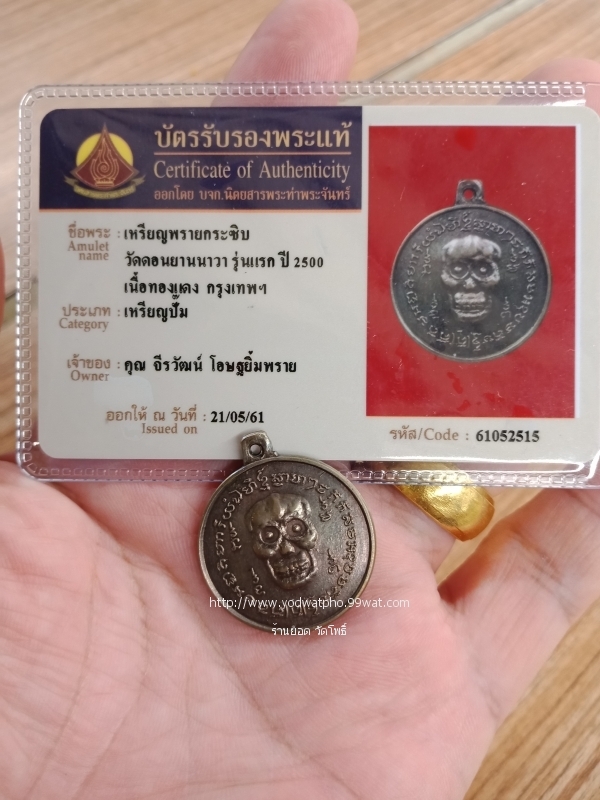 บัตรรับรองพระแท้
Certificate of Authenticity
ออกโดย บจก.นิตยสารพระท่าพระจันทร์
ชื่อพระ : เหรียญพรายกระซิบ
Amulet name
วัดดอนยานนาวา รุ่นแรก ปี 2500
เนื้อทองแดง กรุงเทพฯ
ประเภท : เหรียญปั๊ม
Category
เจ้าของ : คุณ ธีรวัฒน์ โอษฐยิ้มพราย
Owner
ออกให้ ณ วันที่ : 21/05/61
Issued on
รหัส/Code : 61052515
http://www.yodwatpho.99wat.com
ร้านย้อด วัดโพธิ์